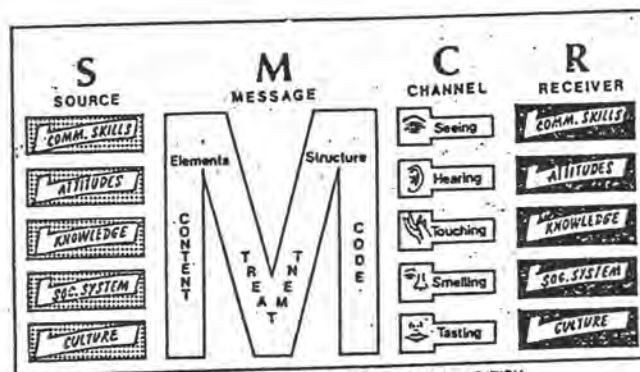 S
SOURCE
COMM. SKILLS
ATTITUDES
KNOWLEDGE
SOC. SYSTEM
CULTURE
M
MESSAGE
Elements
Structure
CONTENT
TREATMENT
CODE
C
CHANNEL
Seeing
Hearing
Touching
Smelling
Tasting
R
RECEIVER
COMM. SKILLS
ATTITUDES
KNOWLEDGE
SOC. SYSTEM
CULTURE